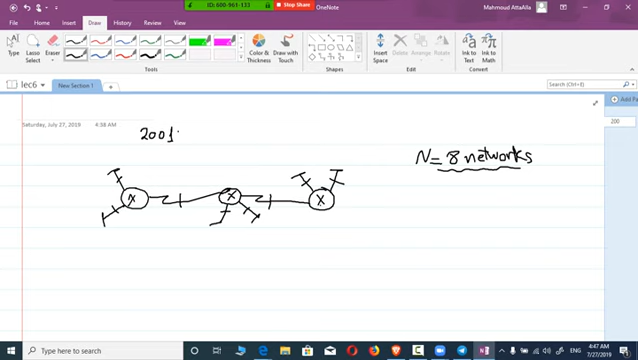 ID: 600-961-133
Stop Share
OneNote
Mahmoud AttaAlla
File
Home
Insert
Draw
History
Review
View
Lasso Select
Eraser
Color & Thickness
Draw with Touch
Insert Space
Delete
Arrange
Rotate
Ink to Text
Ink to Math
Tools
Shapes
Edit
Convert
lec6
New Section 1
Search (Ctrl+E)
Add Pa
200
Saturday, July 27, 2019
4:38 AM
2001:
N= 8 networks
x
x
x
Type here to search
ENG
4:47 AM
7/27/2019